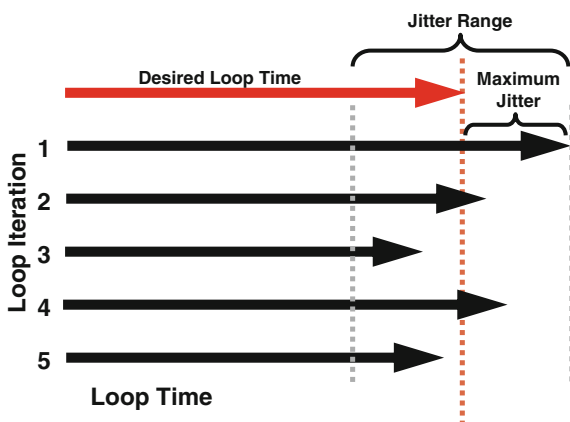 Jitter Range
Desired Loop Time
Maximum
Jitter
Loop Iteration
1
2
3
4
5
Loop Time